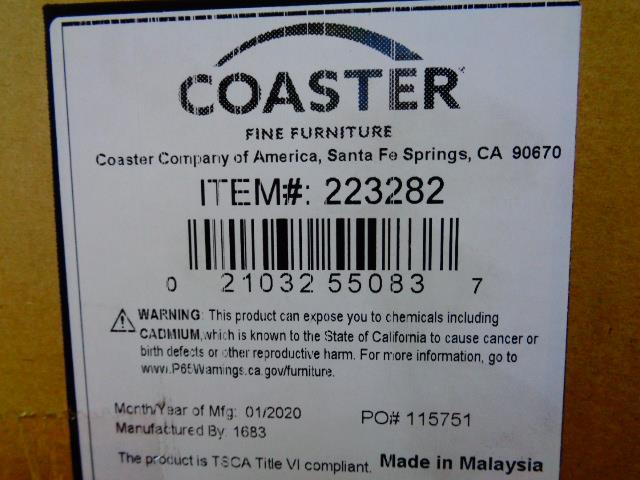 COASTER
FINE FURNITURE
Coaster Company of America, Santa Fe Springs, CA 90670
ITEM#: 223282
0 21032 55083 7
WARNING: This product can expose you to chemicals including
CADMIUM,which is known to the State of California to cause cancer or
birth defects or other reproductive harm. For more information, go to
www.P65Warnings.ca.gov/furniture.
Month/Year of Mfg: 01/2020
PO# 115751
Manufactured By: 1683
The product is TSCA Title VI compliant. Made in Malaysia